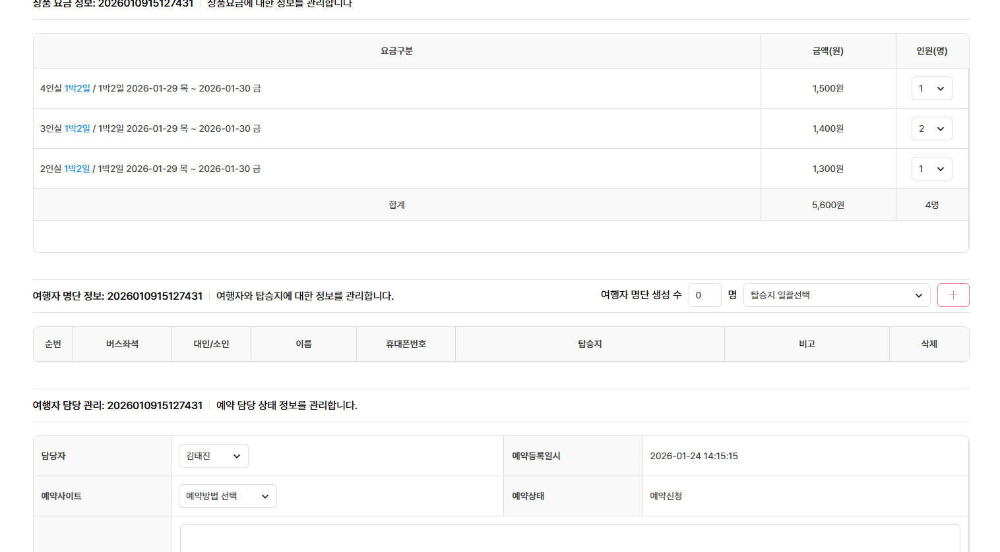 상품 요금 정보: 2026010915127431 상품요금에 대한 정보를 관리합니다
요금구분 금액(원) 인원(명)
4인실 1박2일 / 1박2일 2026-01-29 목 ~ 2026-01-30 금 1,500원 1
3인실 1박2일 / 1박2일 2026-01-29 목 ~ 2026-01-30 금 1,400원 2
2인실 1박2일 / 1박2일 2026-01-29 목 ~ 2026-01-30 금 1,300원 1
합계 5,600원 4명
여행자 명단 정보: 2026010915127431 여행자와 탑승지에 대한 정보를 관리합니다. 여행자 명단 생성 수 0 명 탑승지 일괄선택
순번 버스좌석 대인/소인 이름 휴대폰번호 탑승지 비고 삭제
여행자 담당 관리: 2026010915127431 예약 담당 상태 정보를 관리합니다.
담당자 김태진 예약등록일시 2026-01-24 14:15:15
예약사이트 예약방법 선택 예약상태 예약신청